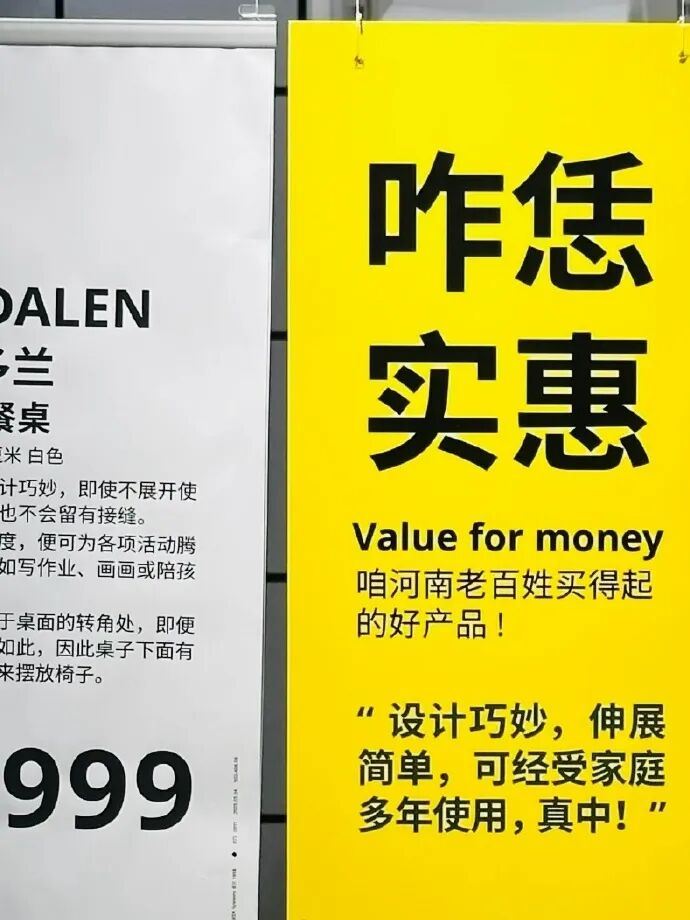 DALEN
兰
餐桌
米 白色
计巧妙，即使不展开使
也不会留有接缝。
度，便可为各项活动腾
如写作业、画画或陪孩
于桌面的转角处，即便
如此，因此桌子下面有
来摆放椅子。
999
咋恁
实惠
Value for money
咱河南老百姓买得起
的好产品！
“设计巧妙，伸展
简单，可经受家庭
多年使用，真中！”